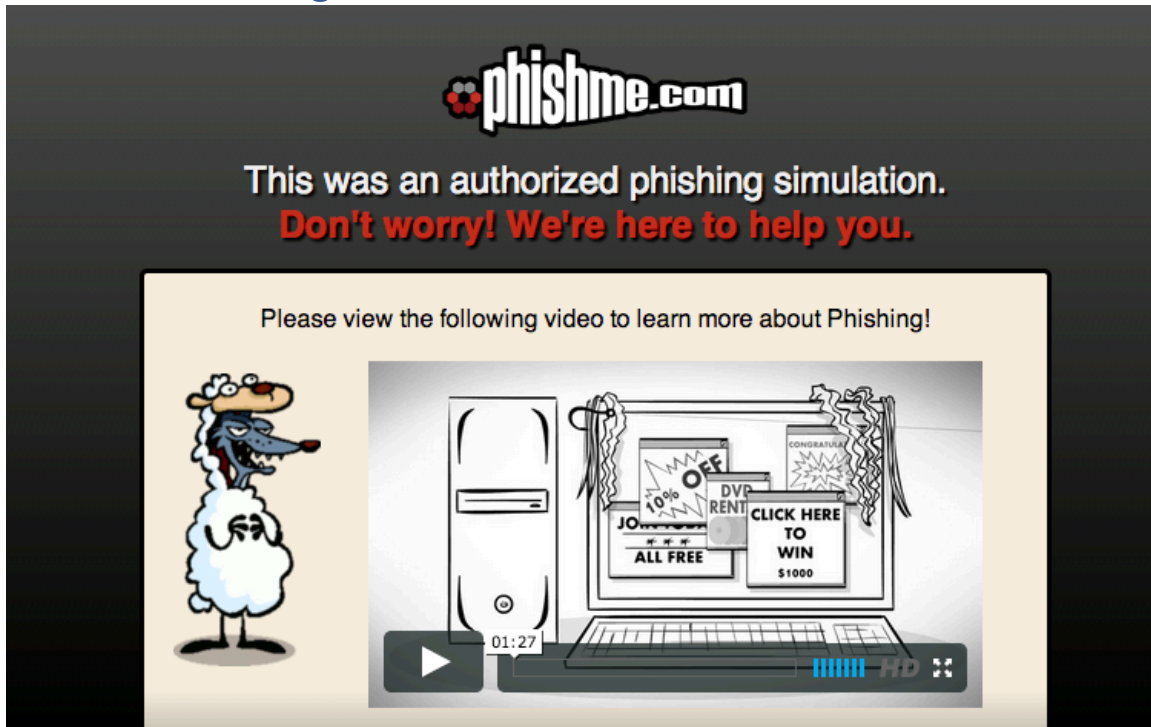 phishme.com
This was an authorized phishing simulation.
Don't worry! We're here to help you.
Please view the following video to learn more about Phishing!
10% OFF
CONGRATULA
DVD
RENT
JOIN
ALL FREE
CLICK HERE
TO
WIN
$1000
01:27
HD